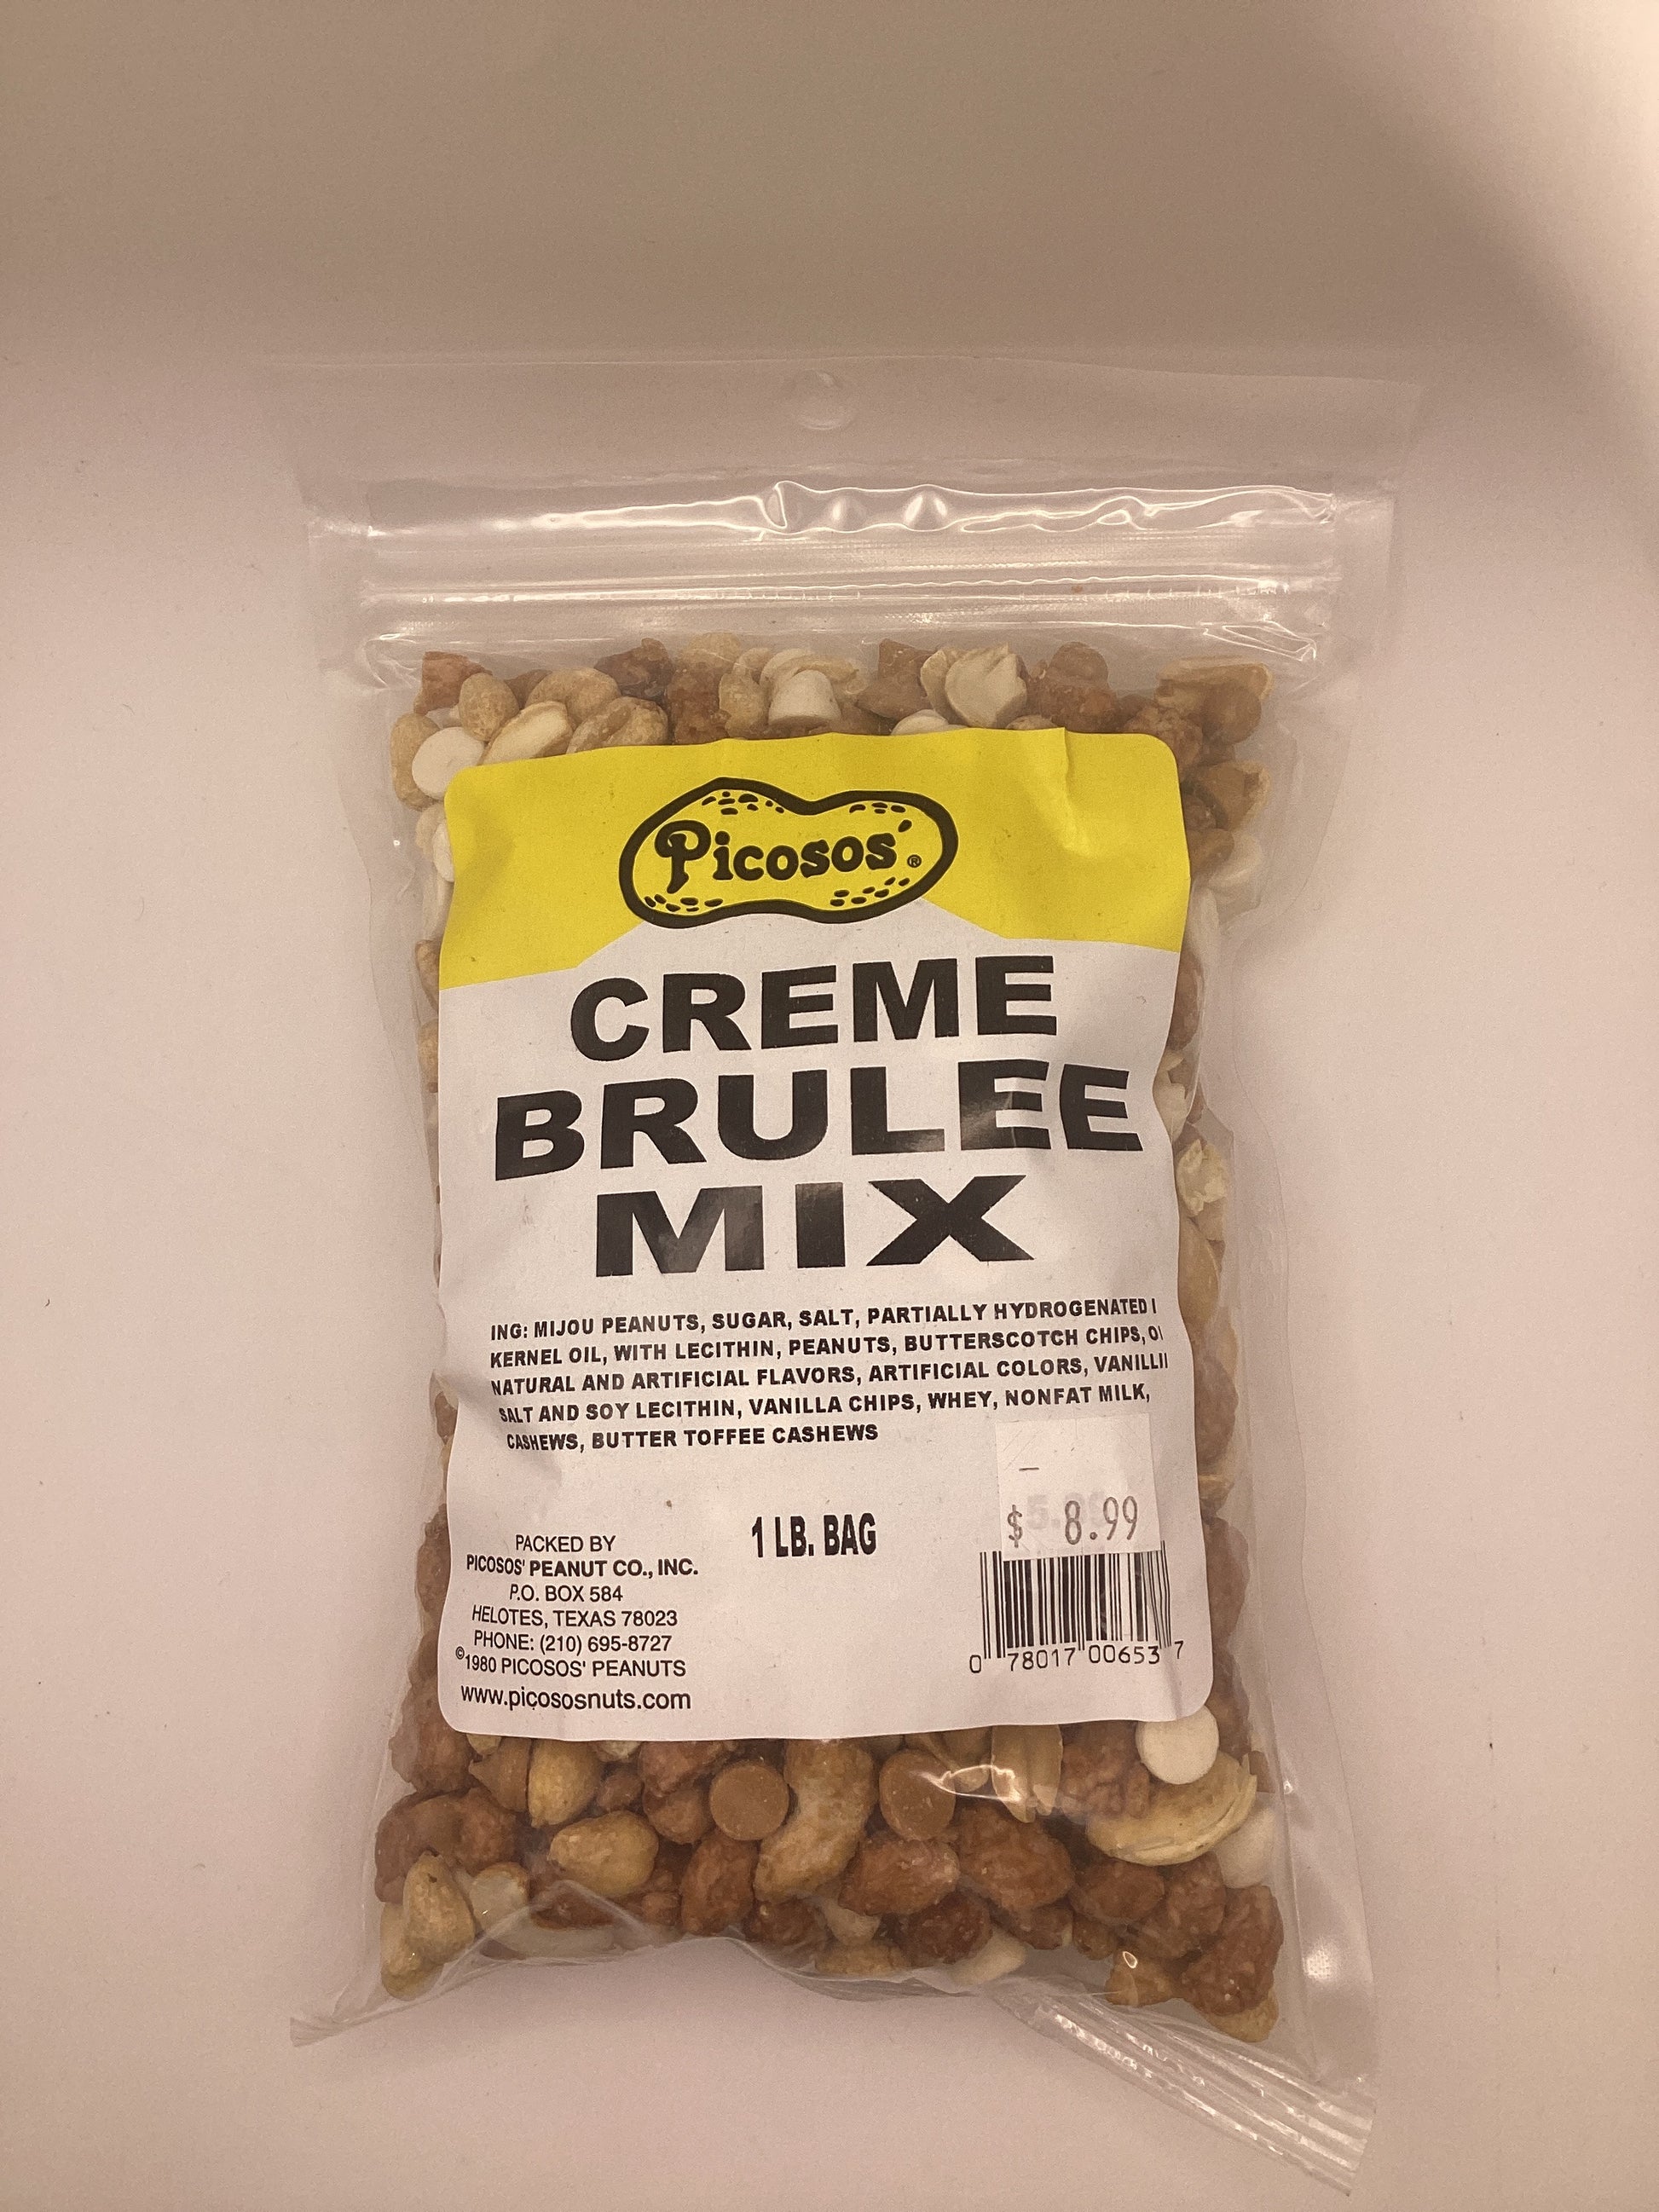 Picosos'®
CREME
BRULEE
MIX
ING: MIJOU PEANUTS, SUGAR, SALT, PARTIALLY HYDROGENATED
KERNEL OIL, WITH LECITHIN, PEANUTS, BUTTERSCOTCH CHIPS,
NATURAL AND ARTIFICIAL FLAVORS, ARTIFICIAL COLORS,
SALT AND SOY LECITHIN, VANILLA CHIPS, WHEY, NONFAT MILK,
CASHEWS, BUTTER TOFFEE CASHEWS
$ 8.99
1 LB. BAG
PACKED BY
PICOSOS' PEANUT CO., INC.
P.O. BOX 584
HELOTES, TEXAS 78023
PHONE: (210) 695-8727
©1980 PICOSOS' PEANUTS
www.picososnuts.com
0 78017 00653 7